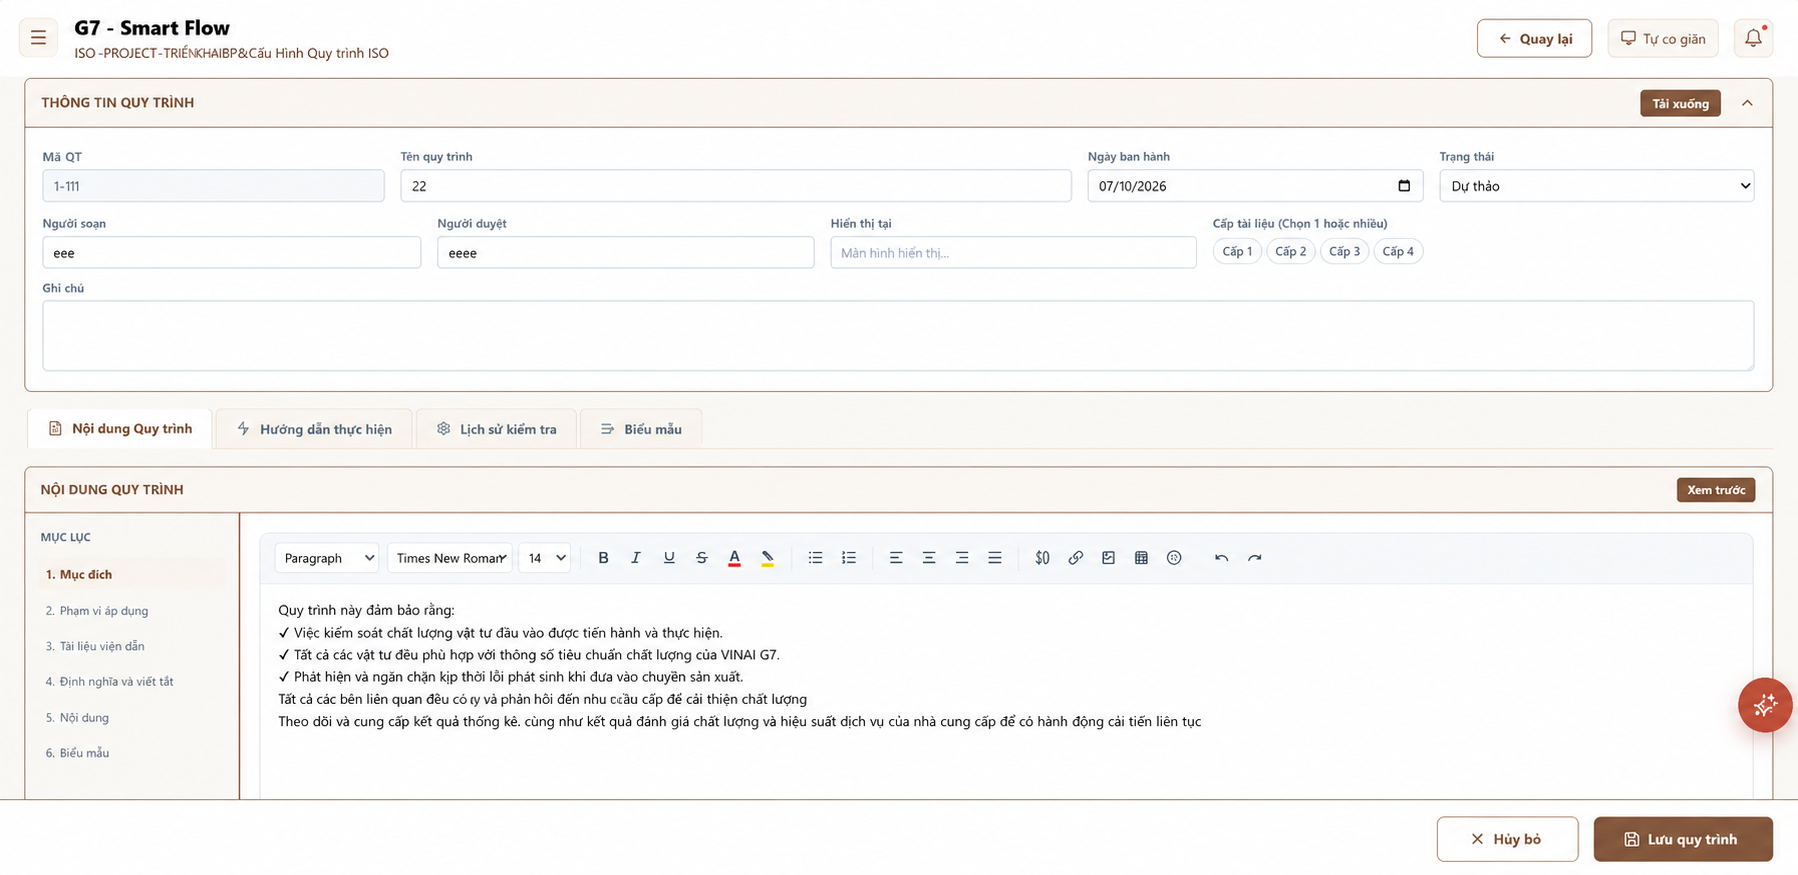 G7 - Smart Flow
ISO -PROJECT-TRIỂNKHAIBP&Cấu Hình Quy trình ISO
Quay lại
Tự co giãn
THÔNG TIN QUY TRÌNH
Tải xuống
Mã QT
Tên quy trình
Ngày ban hành
Trạng thái
1-111
22
07/10/2026
Dự thảo
Người soạn
Người duyệt
Hiển thị tại
Cấp tài liệu (Chọn 1 hoặc nhiều)
eee
eeee
Màn hình hiển thị...
Cấp 1
Cấp 2
Cấp 3
Cấp 4
Ghi chú
Nội dung Quy trình
Hướng dẫn thực hiện
Lịch sử kiểm tra
Biểu mẫu
NỘI DUNG QUY TRÌNH
Xem trước
MỤC LỤC
1. Mục đích
2. Phạm vi áp dụng
3. Tài liệu viện dẫn
4. Định nghĩa và viết tắt
5. Nội dung
6. Biểu mẫu
Paragraph
Times New Roman
14
B I U S A
$0
Quy trình này đảm bảo rằng:
✓ Việc kiểm soát chất lượng vật tư đầu vào được tiến hành và thực hiện.
✓ Tất cả các vật tư đều phù hợp với thông số tiêu chuẩn chất lượng của VINAI G7.
✓ Phát hiện và ngăn chặn kịp thời lỗi phát sinh khi đưa vào chuyền sản xuất.
Tất cả các bên liên quan đều có và phản hồi đến nhu cấp để cải thiện chất lượng
Theo dõi và cung cấp kết quả thống kê. cũng như kết quả đánh giá chất lượng và hiệu suất dịch vụ của nhà cung cấp để có hành động cải tiến liên tục
Hủy bỏ
Lưu quy trình